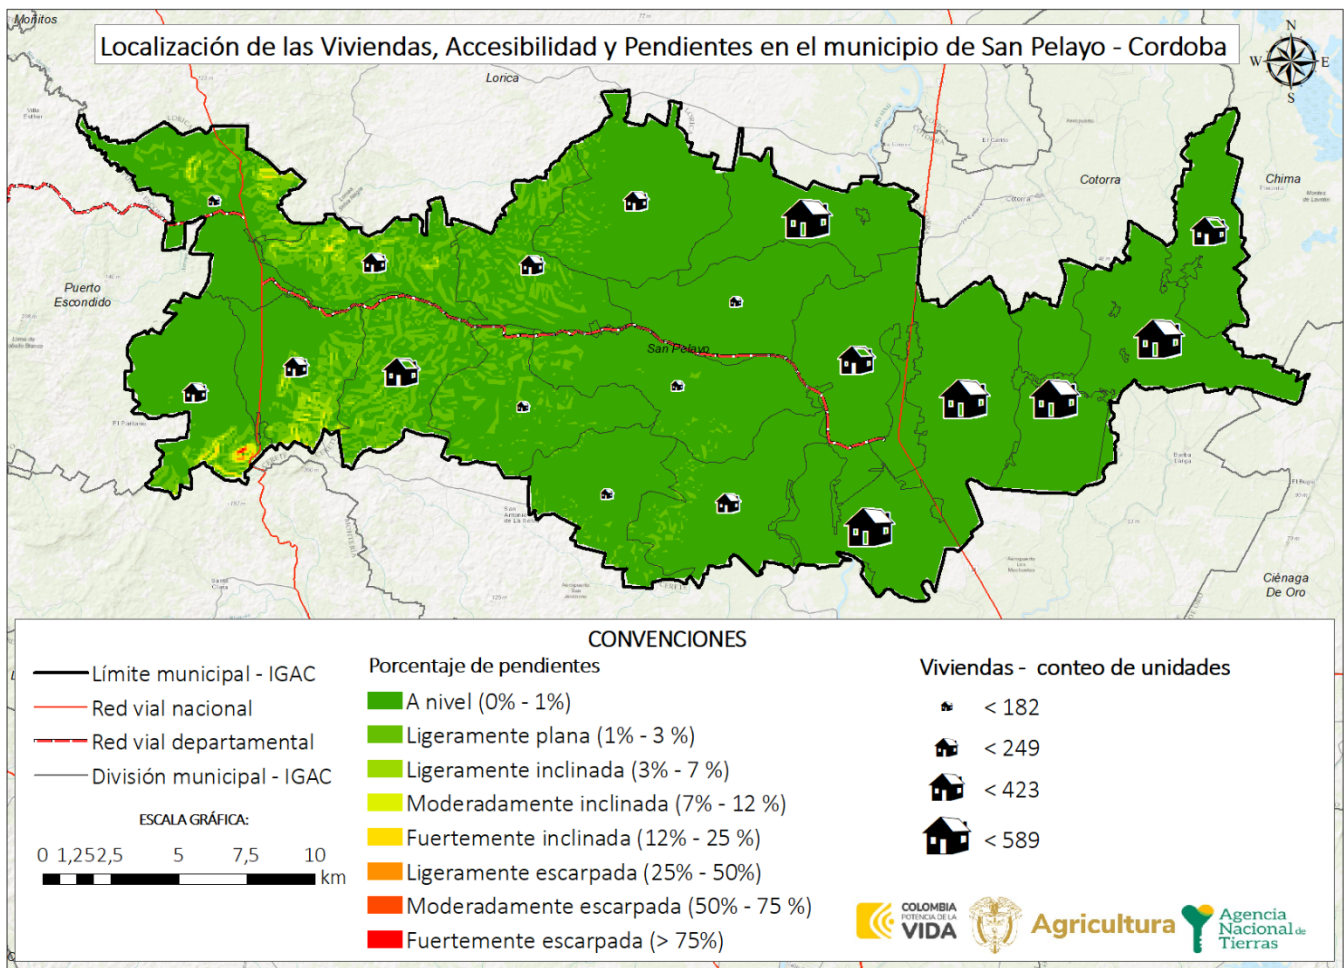 Moñitos
Localización de las Viviendas, Accesibilidad y Pendientes en el municipio de San Pelayo - Cordoba
N
W
E
S
Lorica
Cotorra
Chima
Puerto
Escondido
San Pelayo
Ciénaga
De Oro
CONVENCIONES
Límite municipal - IGAC
Red vial nacional
Red vial departamental
División municipal - IGAC
ESCALA GRÁFICA:
0 1,252,5 5 7,5 10
km
Porcentaje de pendientes
A nivel (0% - 1%)
Ligeramente plana (1% - 3 %)
Ligeramente inclinada (3% - 7 %)
Moderadamente inclinada (7% - 12 %)
Fuertemente inclinada (12% - 25 %)
Ligeramente escarpada (25% - 50%)
Moderadamente escarpada (50% - 75 %)
Fuertemente escarpada (> 75%)
Viviendas - conteo de unidades
< 182
< 249
< 423
< 589
COLOMBIA
POTENCIA DE LA
VIDA
Agricultura
Agencia
Nacional de
Tierras